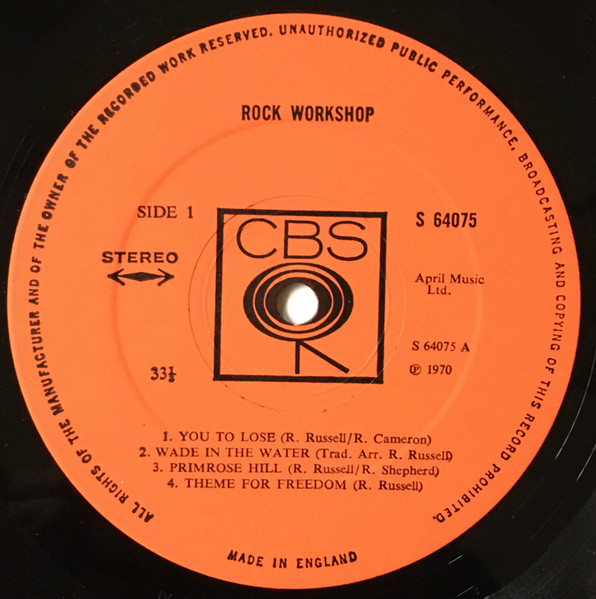 ALL RIGHTS OF THE MANUFACTURER AND OF THE OWNER OF THE RECORDED WORK RESERVED. UNAUTHORIZED PUBLIC PERFORMANCE, BROADCASTING AND COPYING OF THIS RECORD PROHIBITED.
ROCK WORKSHOP
SIDE 1
CBS
S 64075
STEREO
April Music
Ltd.
S 64075 A
33⅓
℗ 1970
1. YOU TO LOSE (R. Russell/R. Cameron)
2. WADE IN THE WATER (Trad. Arr. R. Russell)
3. PRIMROSE HILL (R. Russell/R. Shepherd)
4. THEME FOR FREEDOM (R. Russell)
MADE IN ENGLAND